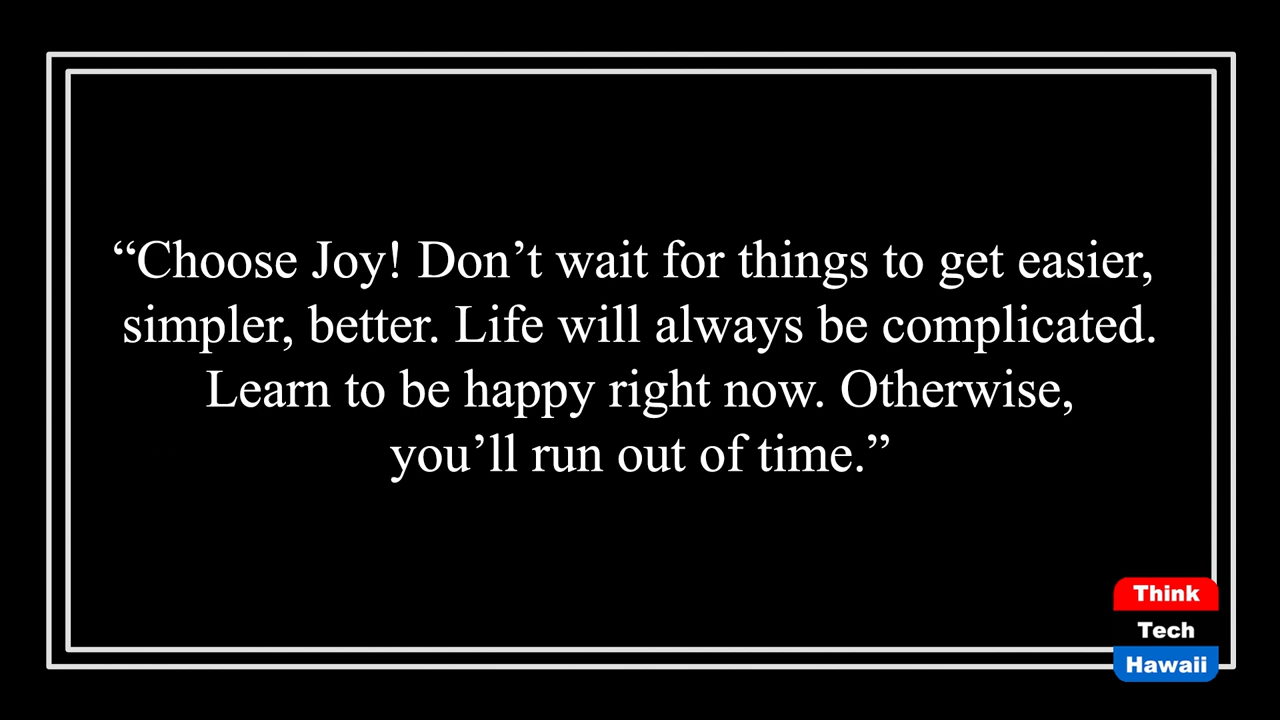 “Choose Joy! Don’t wait for things to get easier,
simpler, better. Life will always be complicated.
Learn to be happy right now. Otherwise,
you’ll run out of time.”
Think
Tech
Hawaii